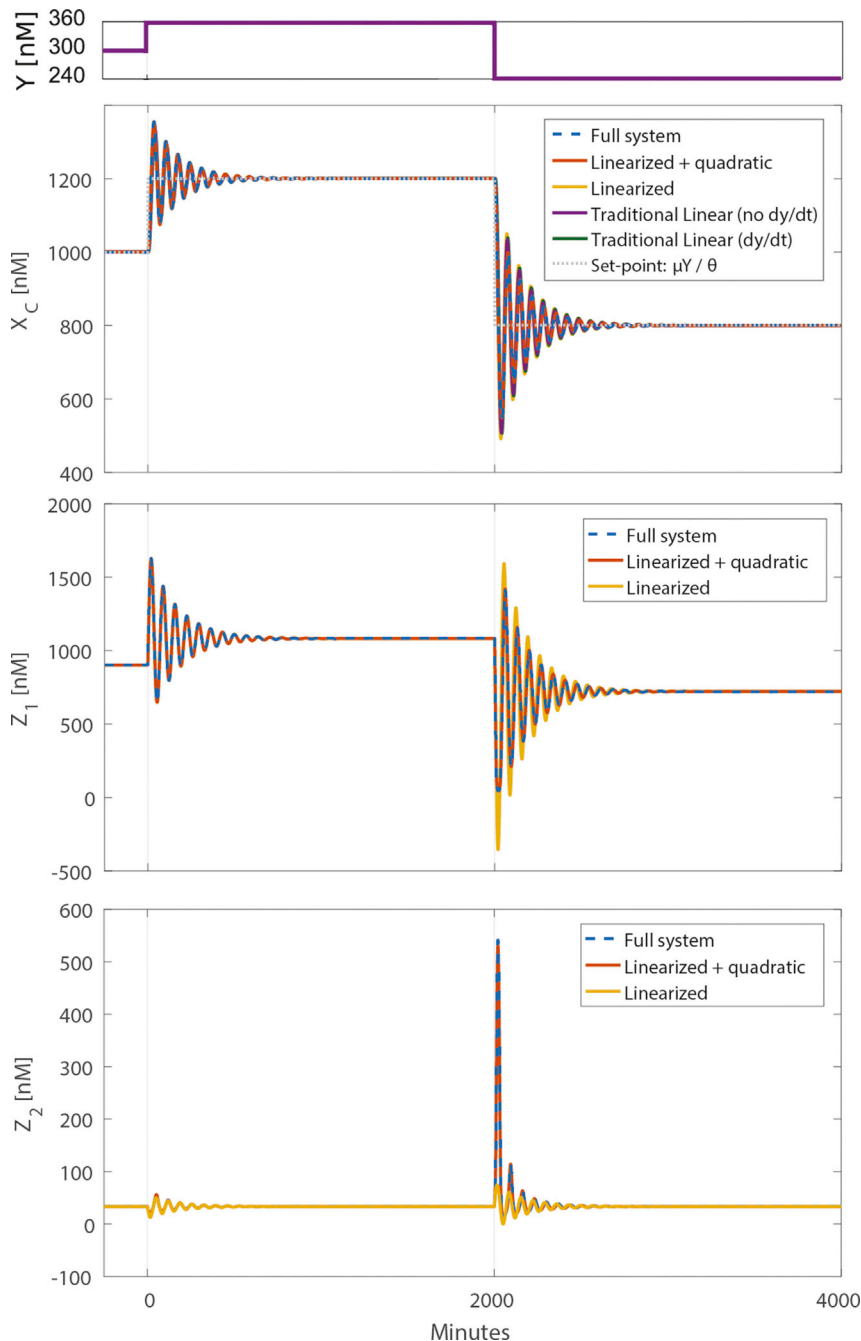 360
300
240
Y [nM]
1200
1000
800
600
400
X_C [nM]
Full system
Linearized + quadratic
Linearized
Traditional Linear (no dy/dt)
Traditional Linear (dy/dt)
Set-point: μY / θ
2000
1500
1000
500
0
-500
Z_1 [nM]
Full system
Linearized + quadratic
Linearized
600
500
400
300
200
100
0
-100
Z_2 [nM]
Full system
Linearized + quadratic
Linearized
0 2000 4000
Minutes